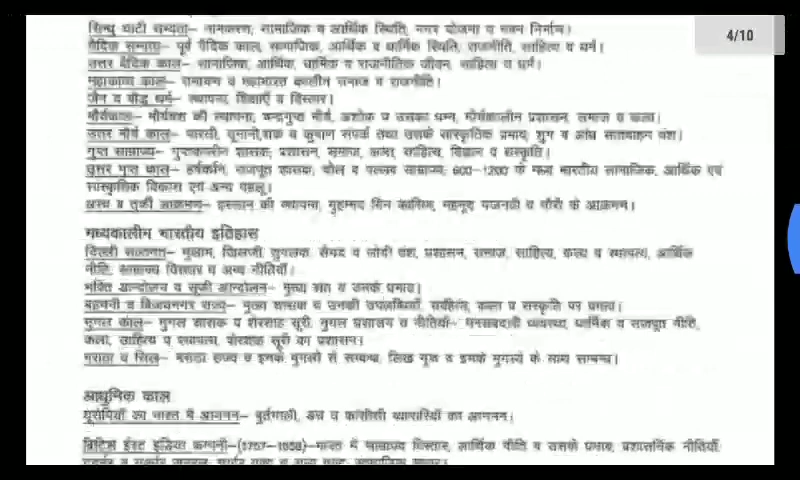 सिन्धु घाटी सभ्यता– नामकरण, सामाजिक व आर्थिक स्थिति, नगर योजना व भवन निर्माण।
4/10
वैदिक सभ्यता– पूर्व वैदिक काल, सामाजिक, आर्थिक व धार्मिक स्थिति, राजनीति, साहित्य व धर्म।
उत्तर वैदिक काल– सामाजिक, आर्थिक, धार्मिक व राजनीतिक जीवन, साहित्य व धर्म।
महाकाव्य काल– रामायण व महाभारत कालीन समाज व राजनीति।
जैन व बौद्ध धर्म– स्थापना, शिक्षाएँ व विस्तार।
मौर्यकाल– मौर्यवंश की स्थापना, चन्द्रगुप्त मौर्य, अशोक व उसका धम्म, मौर्यकालीन प्रशासन, समाज व कला।
उत्तर मौर्य काल– पारसी, यूनानी,शक व कुषाण संपर्क तथा उसके सांस्कृतिक प्रभाव, शुंग व आंध्र सातवाहन वंश।
गुप्त साम्राज्य– गुप्तकालीन शासक, प्रशासन, समाज, कला, साहित्य, विज्ञान व संस्कृति।
उत्तर गुप्त काल– हर्षवर्धन, राजपूत शासक, चोल व पल्लव साम्राज्य, 600–1200 के मध्य भारतीय सामाजिक, आर्थिक एवं
सांस्कृतिक विकास एवं अन्य पहलू।
अरब व तुर्की आक्रमण– इस्लाम की स्थापना, मुहम्मद बिन कासिम, महमूद गजनवी व गौरी के आक्रमण।
मध्यकालीन भारतीय इतिहास
दिल्ली सल्तनत– गुलाम, खिलजी, तुगलक, सैयद व लोदी वंश, प्रशासन, समाज, साहित्य, कला व स्थापत्य, आर्थिक
नीति, साम्राज्य विस्तार व अन्य नीतियाँ।
भक्ति आन्दोलन व सूफी आन्दोलन– मुख्य संत व उनके प्रभाव।
बहमनी व विजयनगर राज्य– मुख्य शासक व उनकी उपलब्धियाँ, साहित्य, कला व संस्कृति पर प्रभाव।
मुगल काल– मुगल शासक व शेरशाह सूरी, मुगल प्रशासन व नीतियाँ– मनसबदारी व्यवस्था, धार्मिक व राजपूत नीति,
कला, साहित्य व स्थापत्य, शेरशाह सूरी का प्रशासन।
मराठा व सिख– मराठा राज्य व इनके मुगलों से सम्बन्ध, सिख गुरू व इनके मुगलों के साथ सम्बन्ध।
आधुनिक काल
यूरोपियों का भारत में आगमन– पुर्तगाली, डच व फ्रांसीसी व्यापारियों का आगमन।
ब्रिटिश ईस्ट इंडिया कम्पनी–(1757–1858)–भारत में साम्राज्य विस्तार, आर्थिक नीति व उसके प्रभाव, प्रशासनिक नीतियाँ,